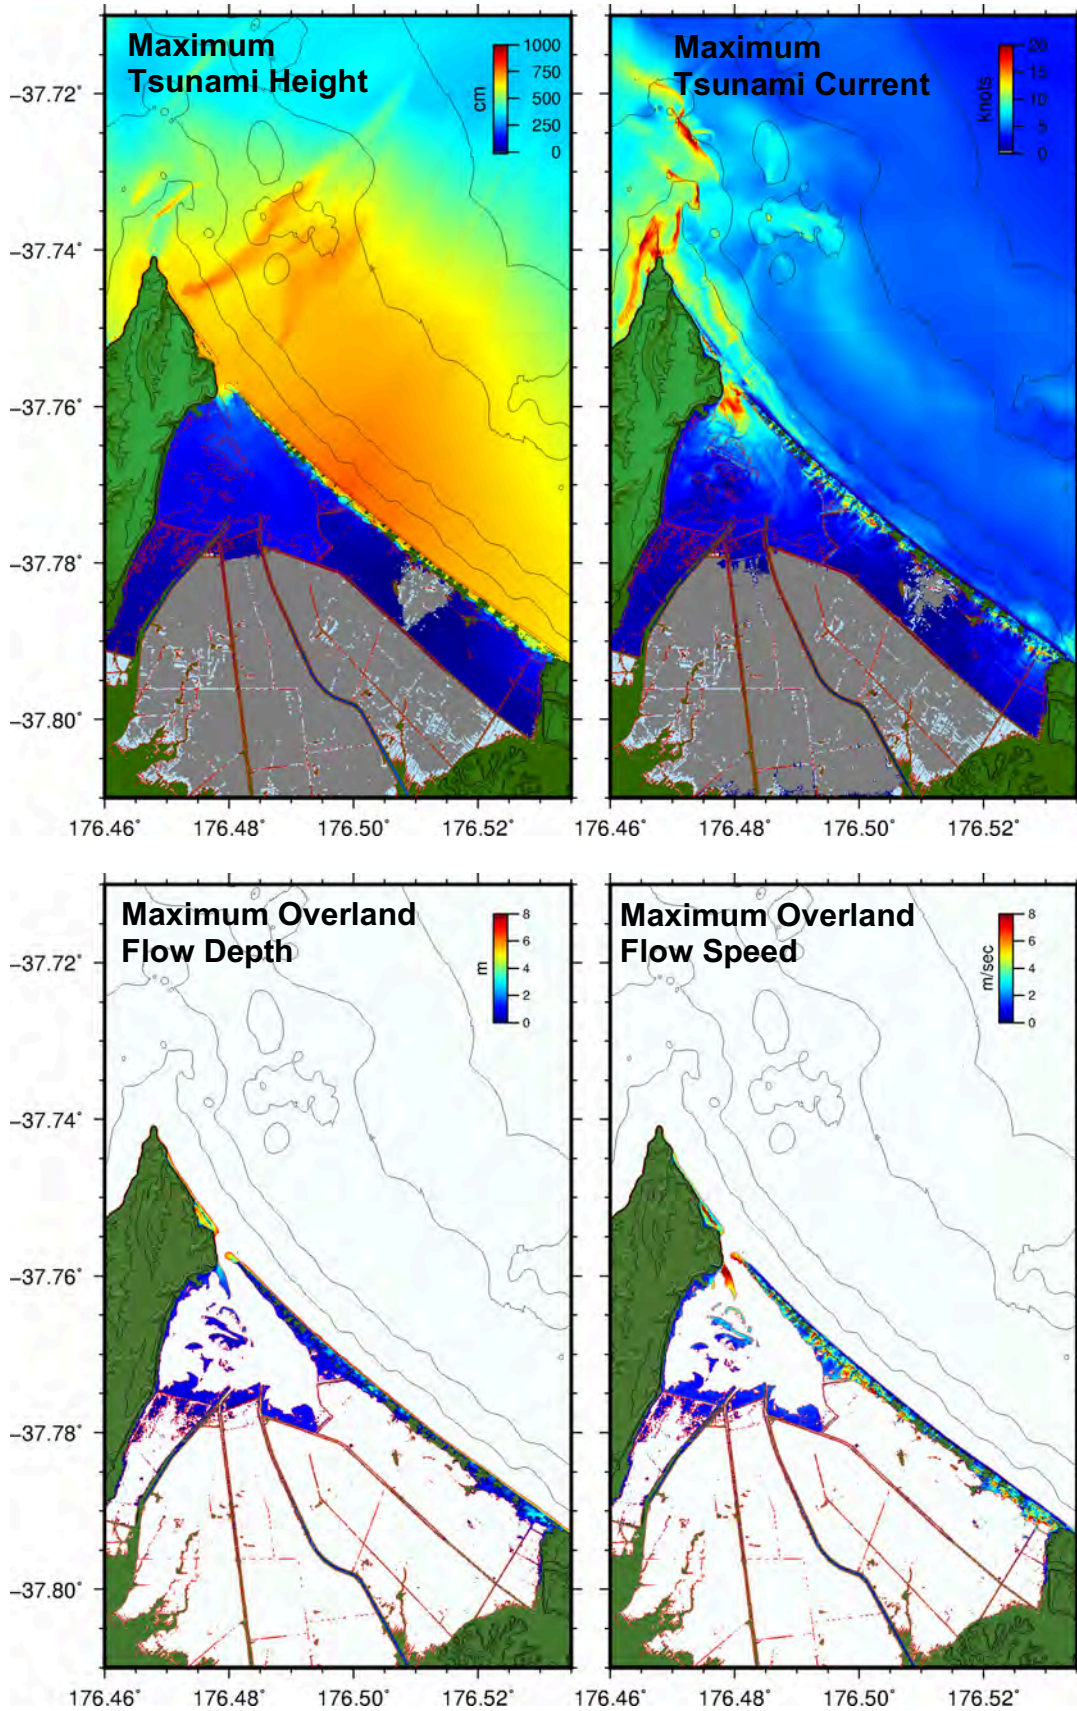 Maximum
Tsunami Height
1000
750
500
250
0
cm
Maximum
Tsunami Current
20
15
10
5
0
knots
−37.72°
−37.74°
−37.76°
−37.78°
−37.80°
176.46° 176.48° 176.50° 176.52°
176.46° 176.48° 176.50° 176.52°
Maximum Overland
Flow Depth
8
6
4
2
0
m
Maximum Overland
Flow Speed
8
6
4
2
0
m/sec
−37.72°
−37.74°
−37.76°
−37.78°
−37.80°
176.46° 176.48° 176.50° 176.52°
176.46° 176.48° 176.50° 176.52°